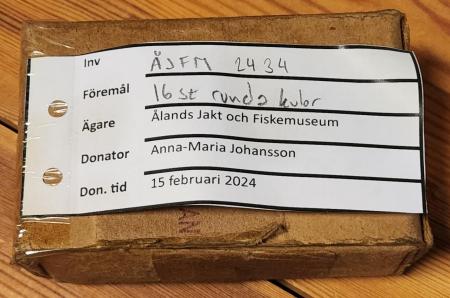 Inv ÄJFM 2434
Föremål 16 st runda kulor
Ägare Ålands Jakt och Fiskemuseum
Donator Anna-Maria Johansson
Don. tid 15 februari 2024